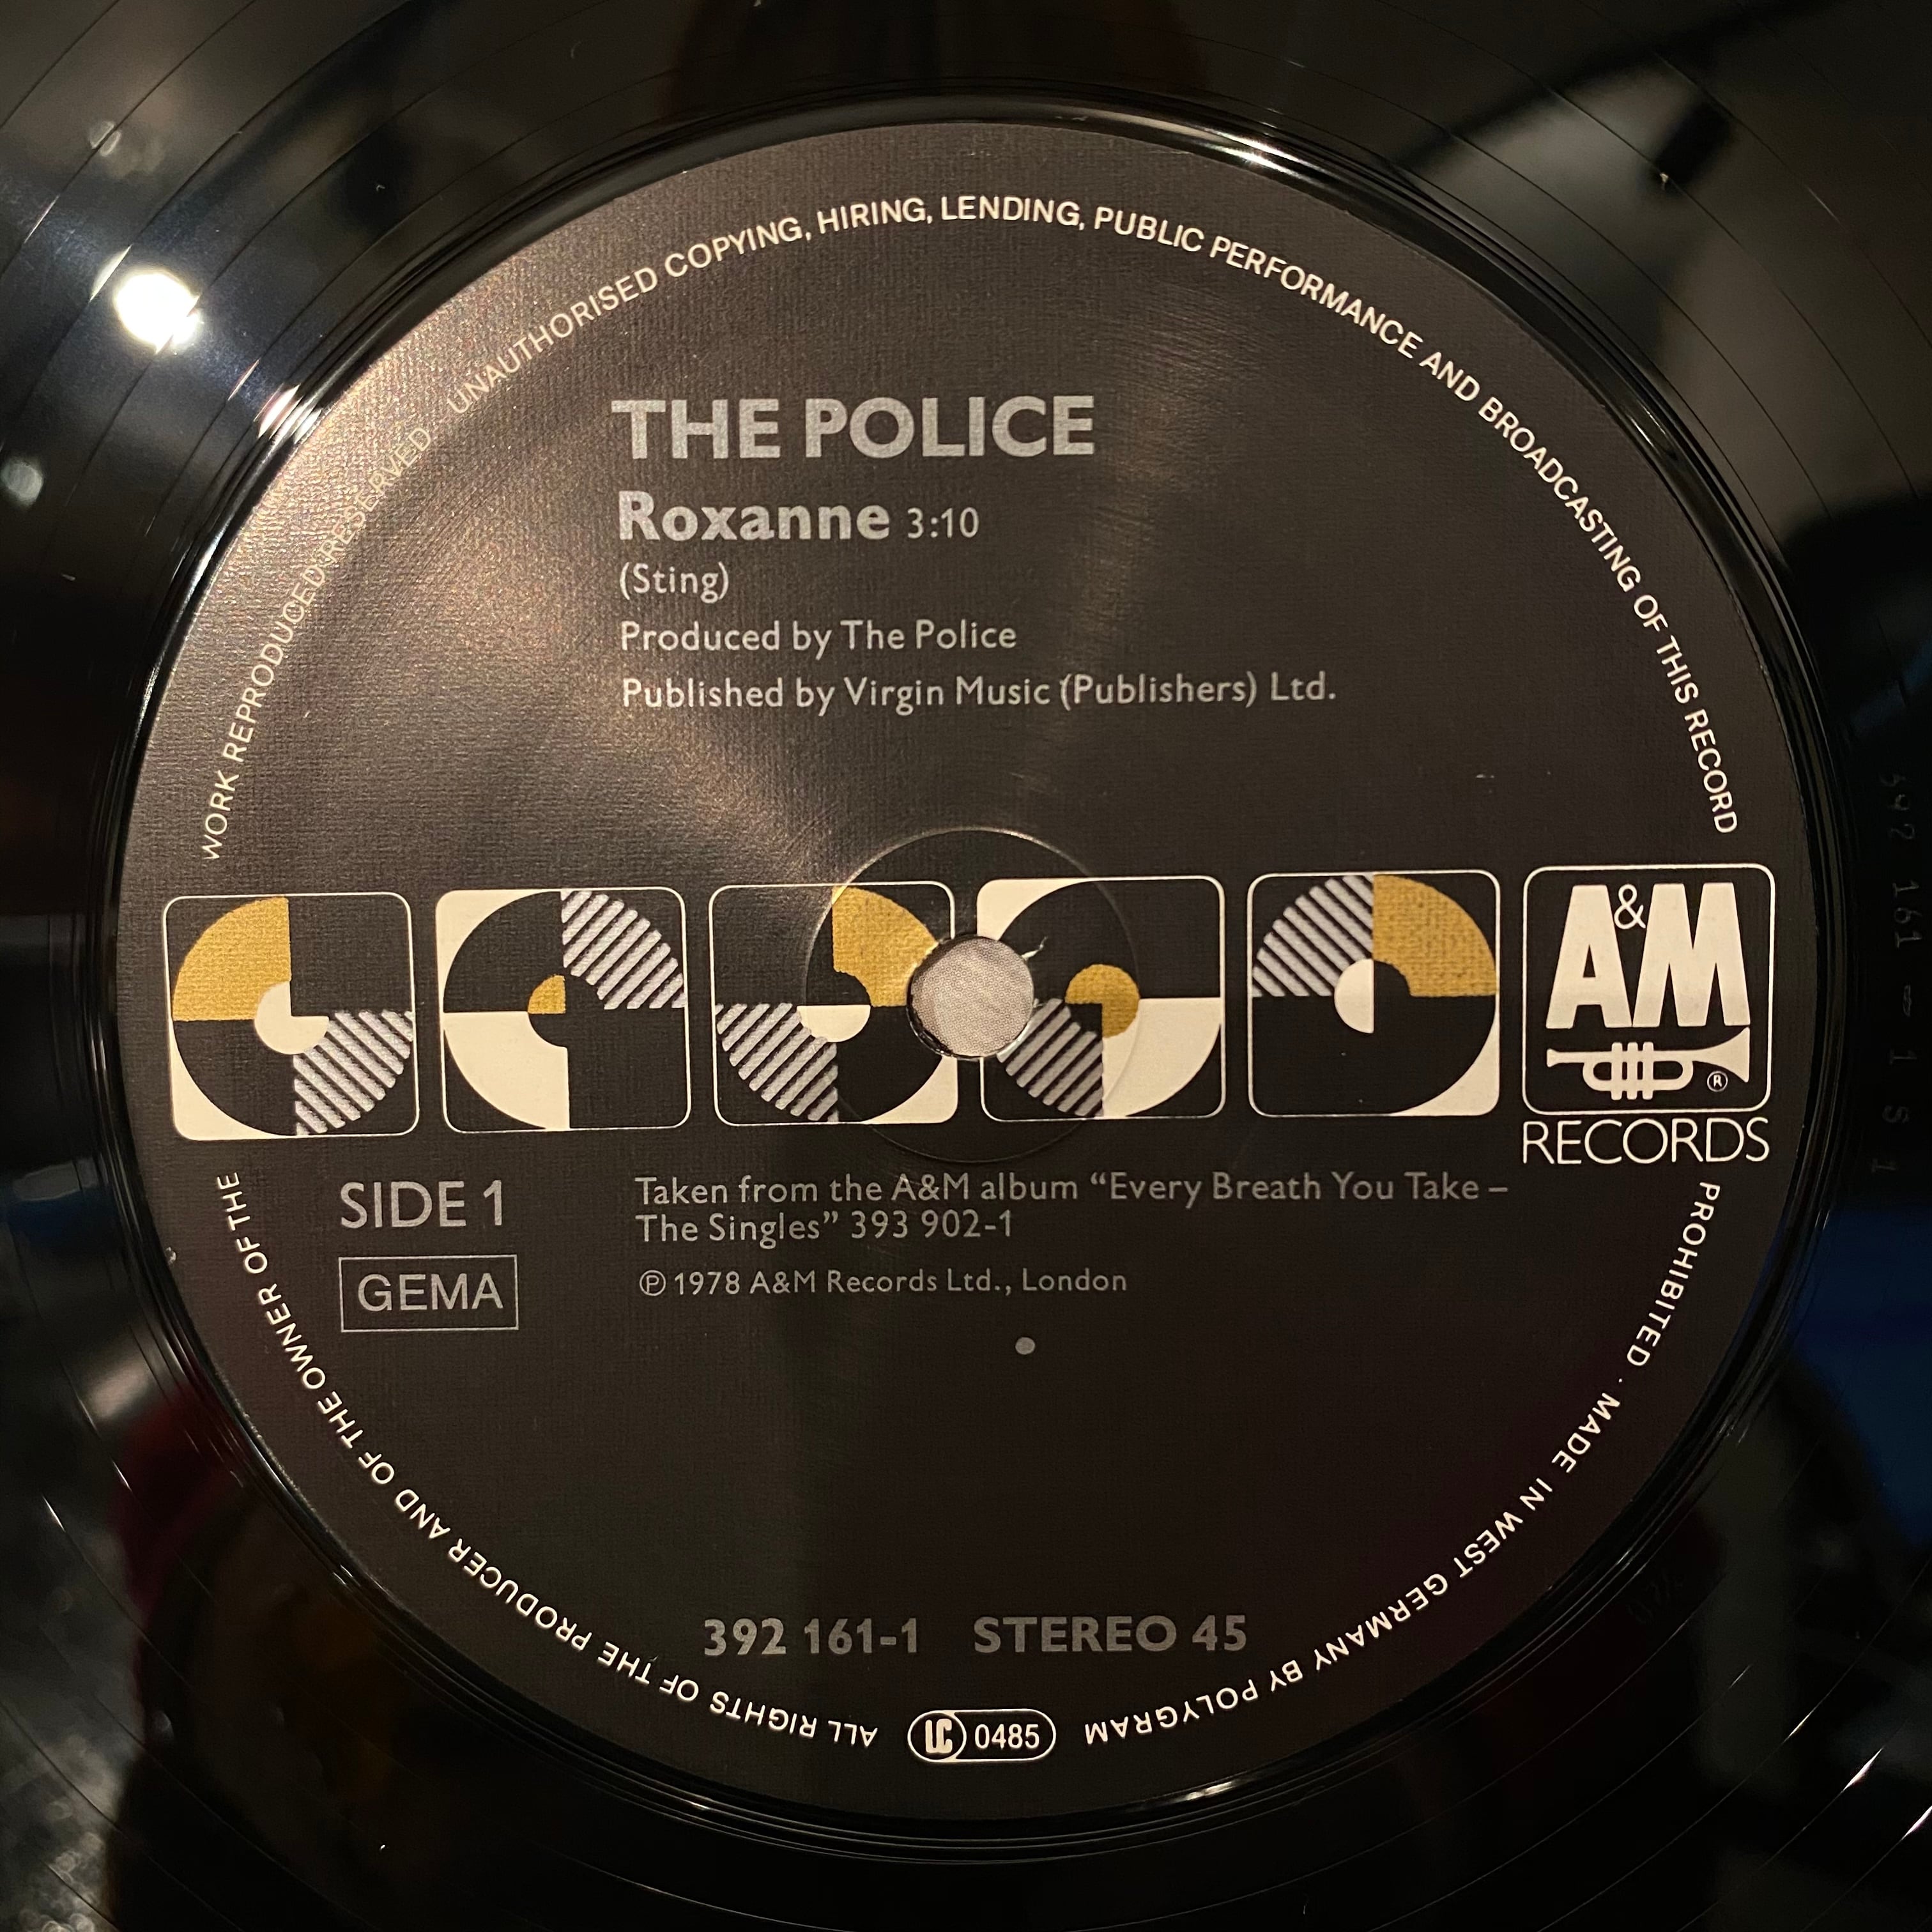 WORK REPRODUCED RESERVED UNAUTHORISED COPYING, HIRING, LENDING, PUBLIC PERFORMANCE AND BROADCASTING OF THIS RECORD
THE POLICE
Roxanne 3:10
(Sting)
Produced by The Police
Published by Virgin Music (Publishers) Ltd.
A&M
®
RECORDS
SIDE 1
GEMA
Taken from the A&M album “Every Breath You Take –
The Singles” 393 902-1
℗ 1978 A&M Records Ltd., London
392 161-1 STEREO 45
ALL RIGHTS OF THE PRODUCER AND OF THE OWNER OF THE
LC 0485
PROHIBITED · MADE IN WEST GERMANY BY POLYGRAM